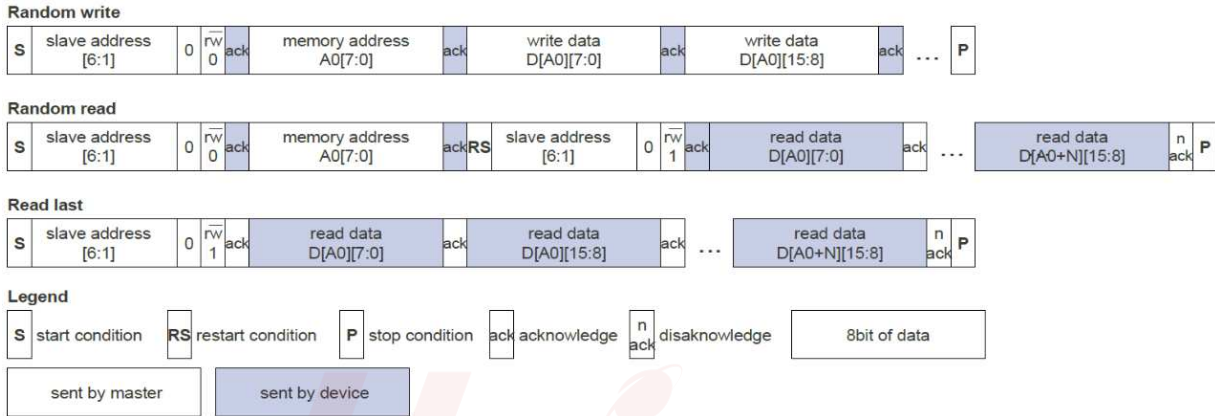 Random write
S slave address [6:1] 0 rw 0 ack memory address A0[7:0] ack write data D[A0][7:0] ack write data D[A0][15:8] ack ... P
Random read
S slave address [6:1] 0 rw 0 ack memory address A0[7:0] ack RS slave address [6:1] 0 rw 1 ack read data D[A0][7:0] ack ... read data D[A0+N][15:8] n ack P
Read last
S slave address [6:1] 0 rw 1 ack read data D[A0][7:0] ack read data D[A0][15:8] ack ... read data D[A0+N][15:8] n ack P
Legend
S start condition RS restart condition P stop condition ack acknowledge n ack disaknowledge 8bit of data
sent by master sent by device